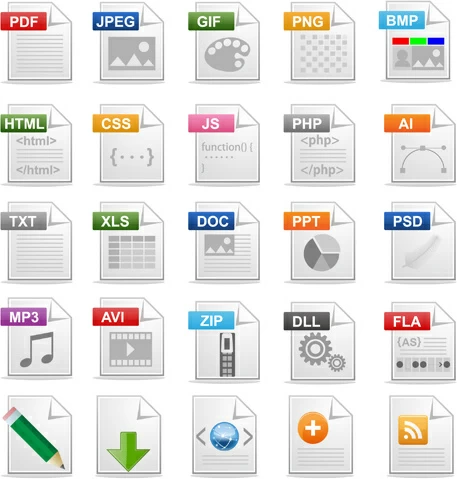 PDF
JPEG
GIF
PNG
BMP
HTML
<html>
</html>
CSS
{...}
JS
function() {
......
}
PHP
<php>
</php>
AI
TXT
XLS
DOC
PPT
PSD
MP3
AVI
ZIP
DLL
FLA
{AS}